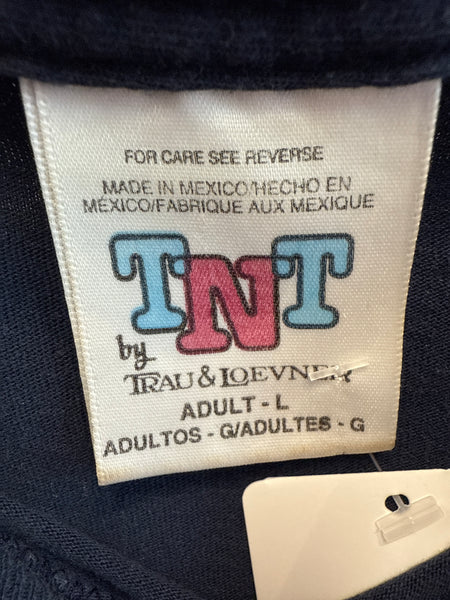 FOR CARE SEE REVERSE
MADE IN MEXICO/HECHO EN
MÉXICO/FABRIQUE AUX MEXIQUE
TNT
by
TRAU & LOEVNER
ADULT - L
ADULTOS - G/ADULTES - G